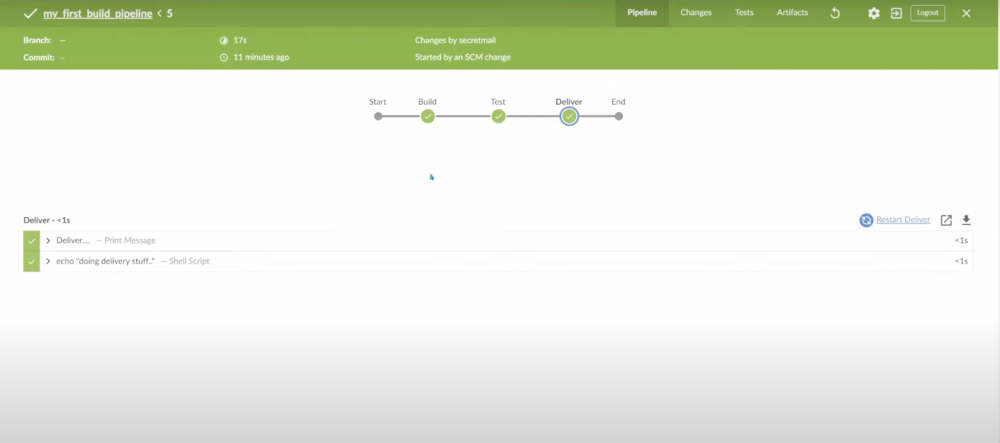 my_first_build_pipeline < 5
Pipeline
Changes
Tests
Artifacts
Logout
Branch: —
17s
Changes by secretmail
Commit: —
11 minutes ago
Started by an SCM change
Start
Build
Test
Deliver
End
Deliver - <1s
Restart Deliver
Deliver.... — Print Message
<1s
echo "doing delivery stuff.." — Shell Script
<1s